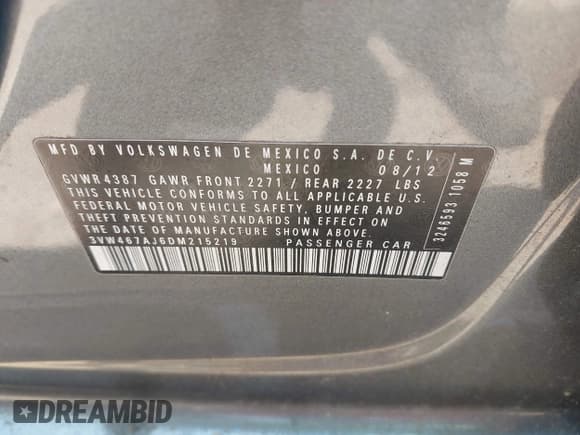 MFD BY VOLKSWAGEN DE MEXICO S.A. DE C.V.
MEXICO 08/12
GVWR 4387 GAWR FRONT 2271 / REAR 2227 LBS
THIS VEHICLE CONFORMS TO ALL APPLICABLE U.S.
FEDERAL MOTOR VEHICLE SAFETY, BUMPER AND
THEFT PREVENTION STANDARDS IN EFFECT ON
THE DATE OF MANUFACTURE SHOWN ABOVE.
3VW467AJ6DM215219 PASSENGER CAR
3246593 1058 M
DREAMBID